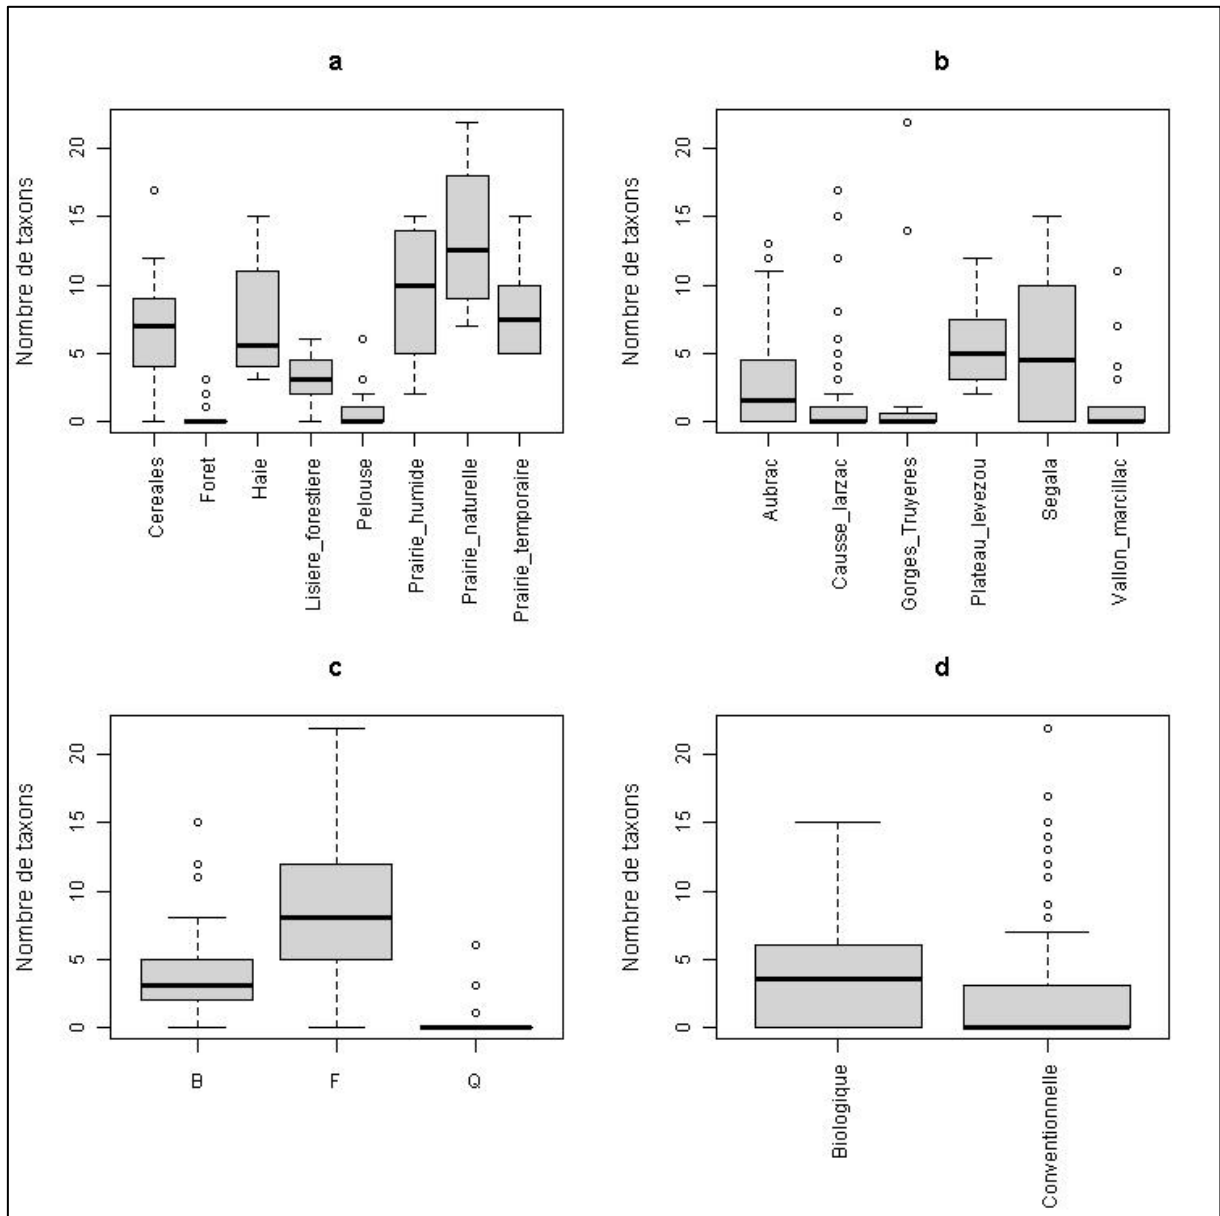 a
Nombre de taxons
0
5
10
15
20
Cereales
Foret
Haie
Lisiere_forestiere
Pelouse
Prairie_humide
Prairie_naturelle
Prairie_temporaire
b
Nombre de taxons
0
5
10
15
20
Aubrac
Causse_larzac
Gorges_Truyeres
Plateau_levezou
Segala
Vallon_marcillac
c
Nombre de taxons
0
5
10
15
20
B
F
Q
d
Nombre de taxons
0
5
10
15
20
Biologique
Conventionnelle